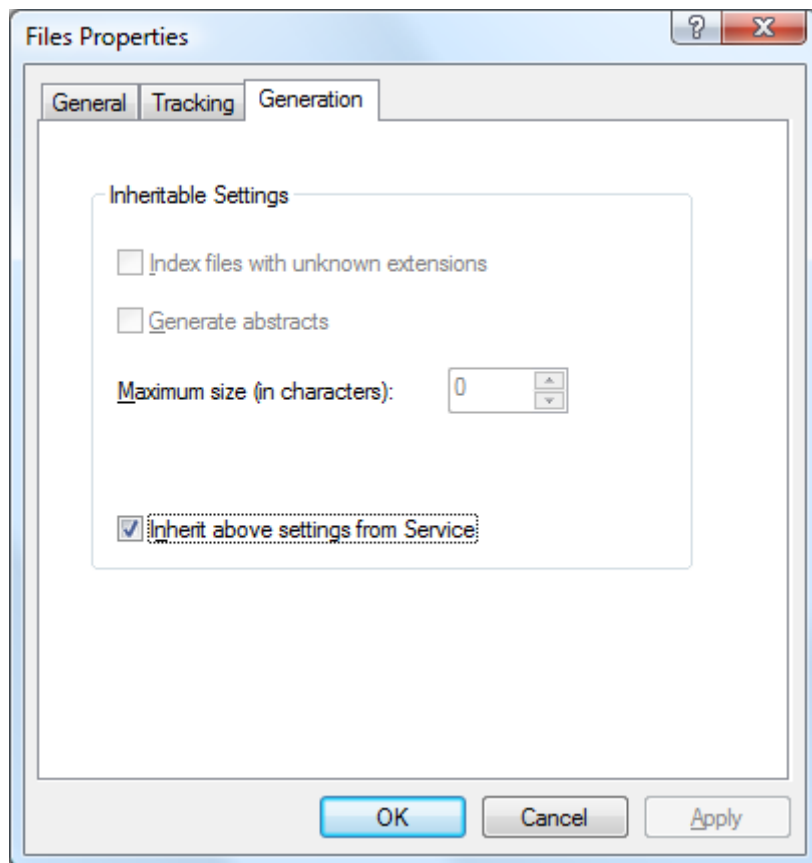 Files Properties
?
X
General Tracking Generation
Inheritable Settings
Index files with unknown extensions
Generate abstracts
Maximum size (in characters): 0
Inherit above settings from Service
OK Cancel Apply